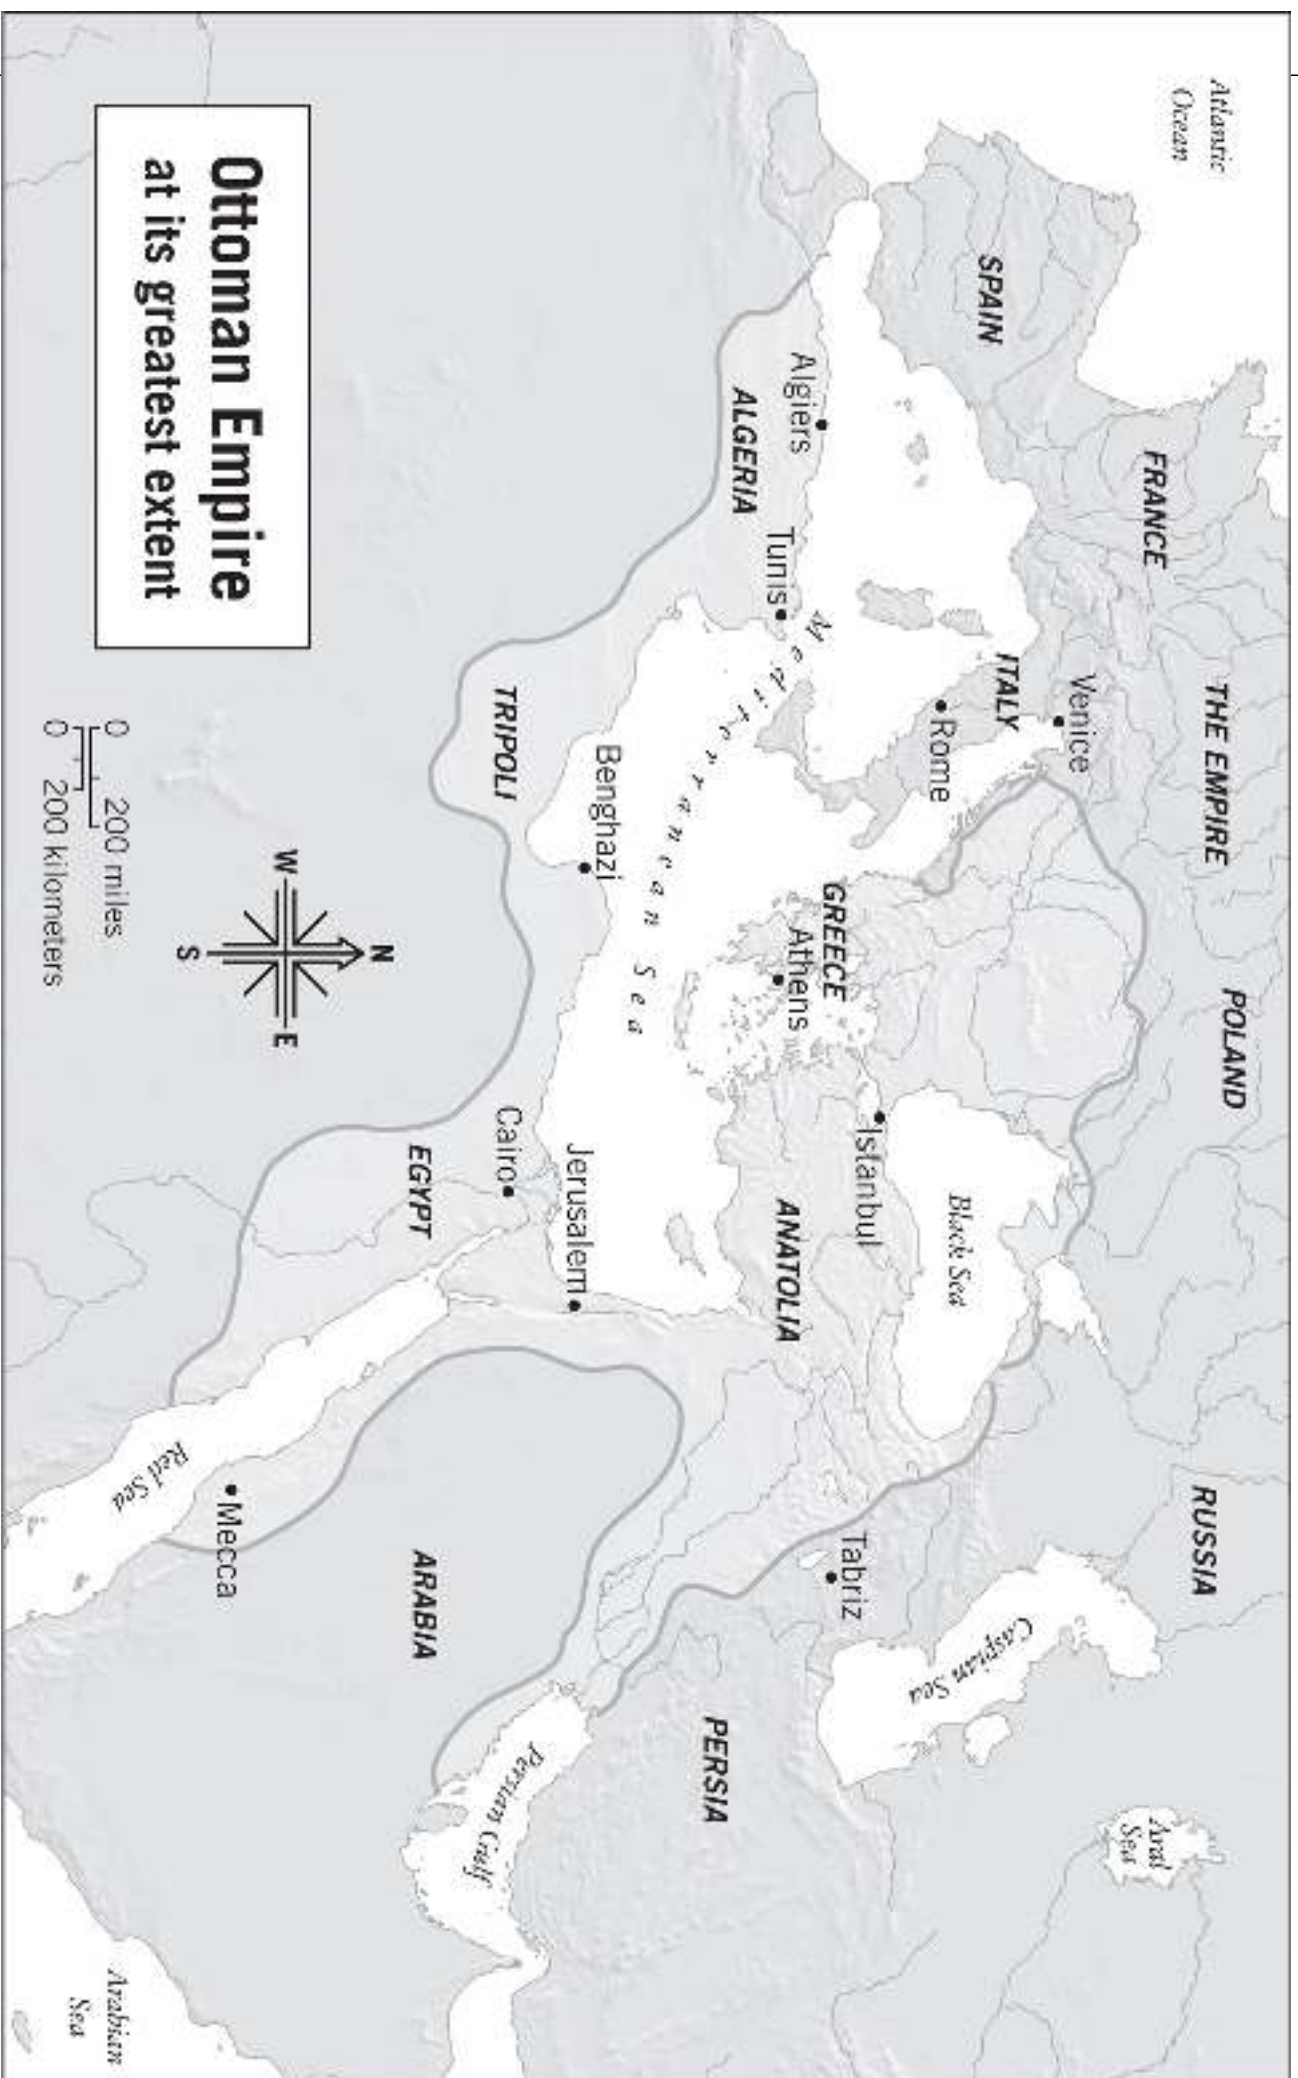 Atlantic
Ocean
SPAIN
FRANCE
THE EMPIRE
POLAND
RUSSIA
Aral
Sea
Venice
ITALY
Rome
Black Sea
Caspian Sea
Istanbul
GREECE
Athens
ANATOLIA
Tabriz
Algiers
ALGERIA
Tunis
Mediterranean Sea
PERSIA
Benghazi
TRIPOLI
Jerusalem
Cairo
EGYPT
Persian Gulf
ARABIA
Mecca
Red Sea
Arabian
Sea
Ottoman Empire
at its greatest extent
N
W
E
S
0 200 miles
0 200 kilometers